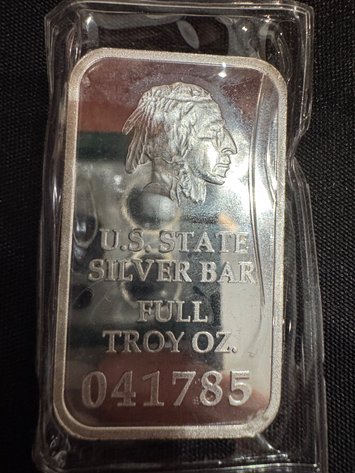 U.S. STATE
SILVER BAR
FULL
TROY OZ.
041785